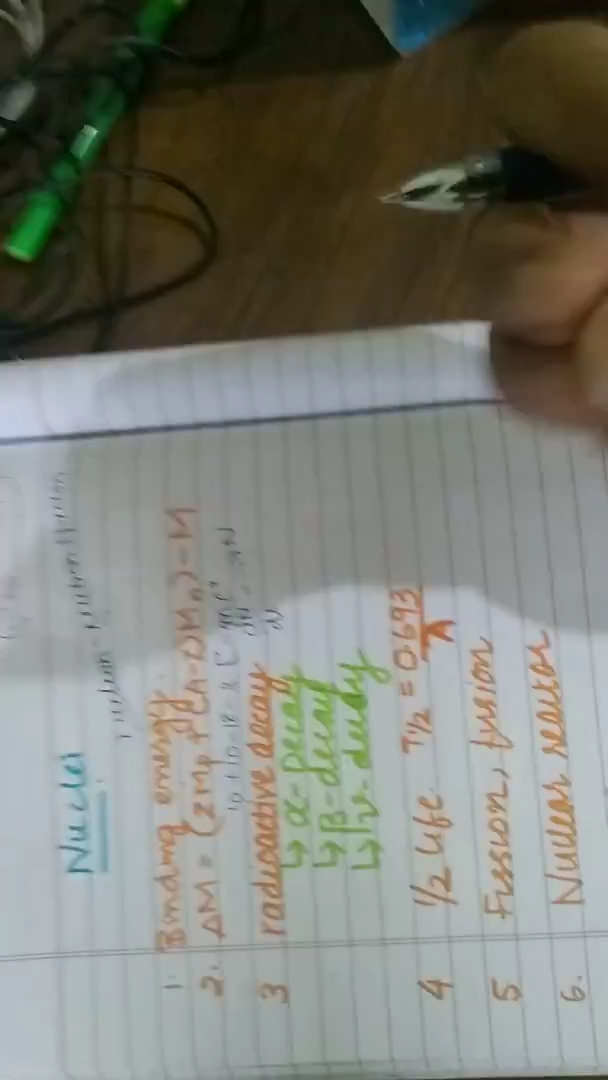 Nuclei
1. Binding energy.
2. ΔM = (ZMp + (A-Z)Mn) - M
3 radioactive decay
↳ α-decay
↳ β-decay
↳ γ-decay
4 1/2 life T1/2 = 0.693/λ
5 Fission, fusion
6. Nuclear reactor